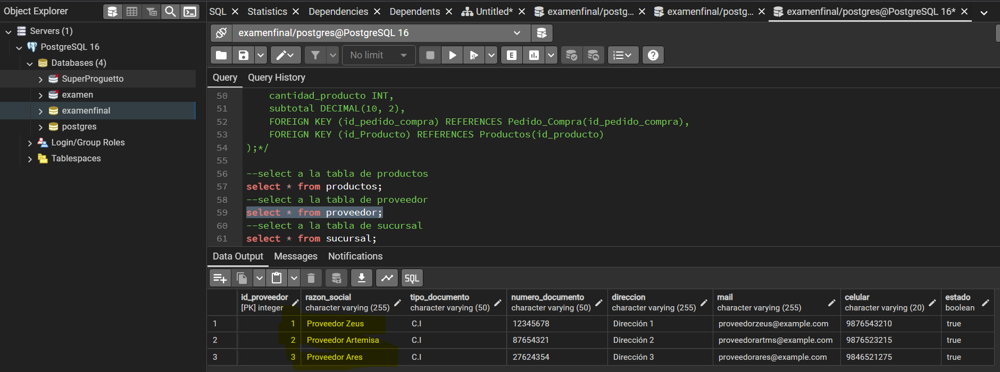 Object Explorer
Servers (1)
PostgreSQL 16
Databases (4)
SuperProguetto
examen
examenfinal
postgres
Login/Group Roles
Tablespaces
SQL Statistics Dependencies Dependents Untitled* examenfinal/postg... examenfinal/postg... examenfinal/postgres@PostgreSQL 16*
examenfinal/postgres@PostgreSQL 16
No limit E
Query Query History
50 cantidad_producto INT,
51 subtotal DECIMAL(10, 2),
52 FOREIGN KEY (id_pedido_compra) REFERENCES Pedido_Compra(id_pedido_compra),
53 FOREIGN KEY (id_Producto) REFERENCES Productos(id_producto)
54 );*/
55
56 --select a la tabla de productos
57 select * from productos;
58 --select a la tabla de proveedor
59 select * from proveedor;
60 --select a la tabla de sucursal
61 select * from sucursal;
Data Output Messages Notifications
SQL
id_proveedor razon_social tipo_documento numero_documento direccion mail celular estado
[PK] integer character varying (255) character varying (50) character varying (50) character varying (255) character varying (255) character varying (20) boolean
1 1 Proveedor Zeus C.I 12345678 Dirección 1 proveedorzeus@example.com 9876543210 true
2 2 Proveedor Artemisa C.I 87654321 Dirección 2 proveedorartms@example.com 9876523215 true
3 3 Proveedor Ares C.I 27624354 Dirección 3 proveedorares@example.com 9846521275 true